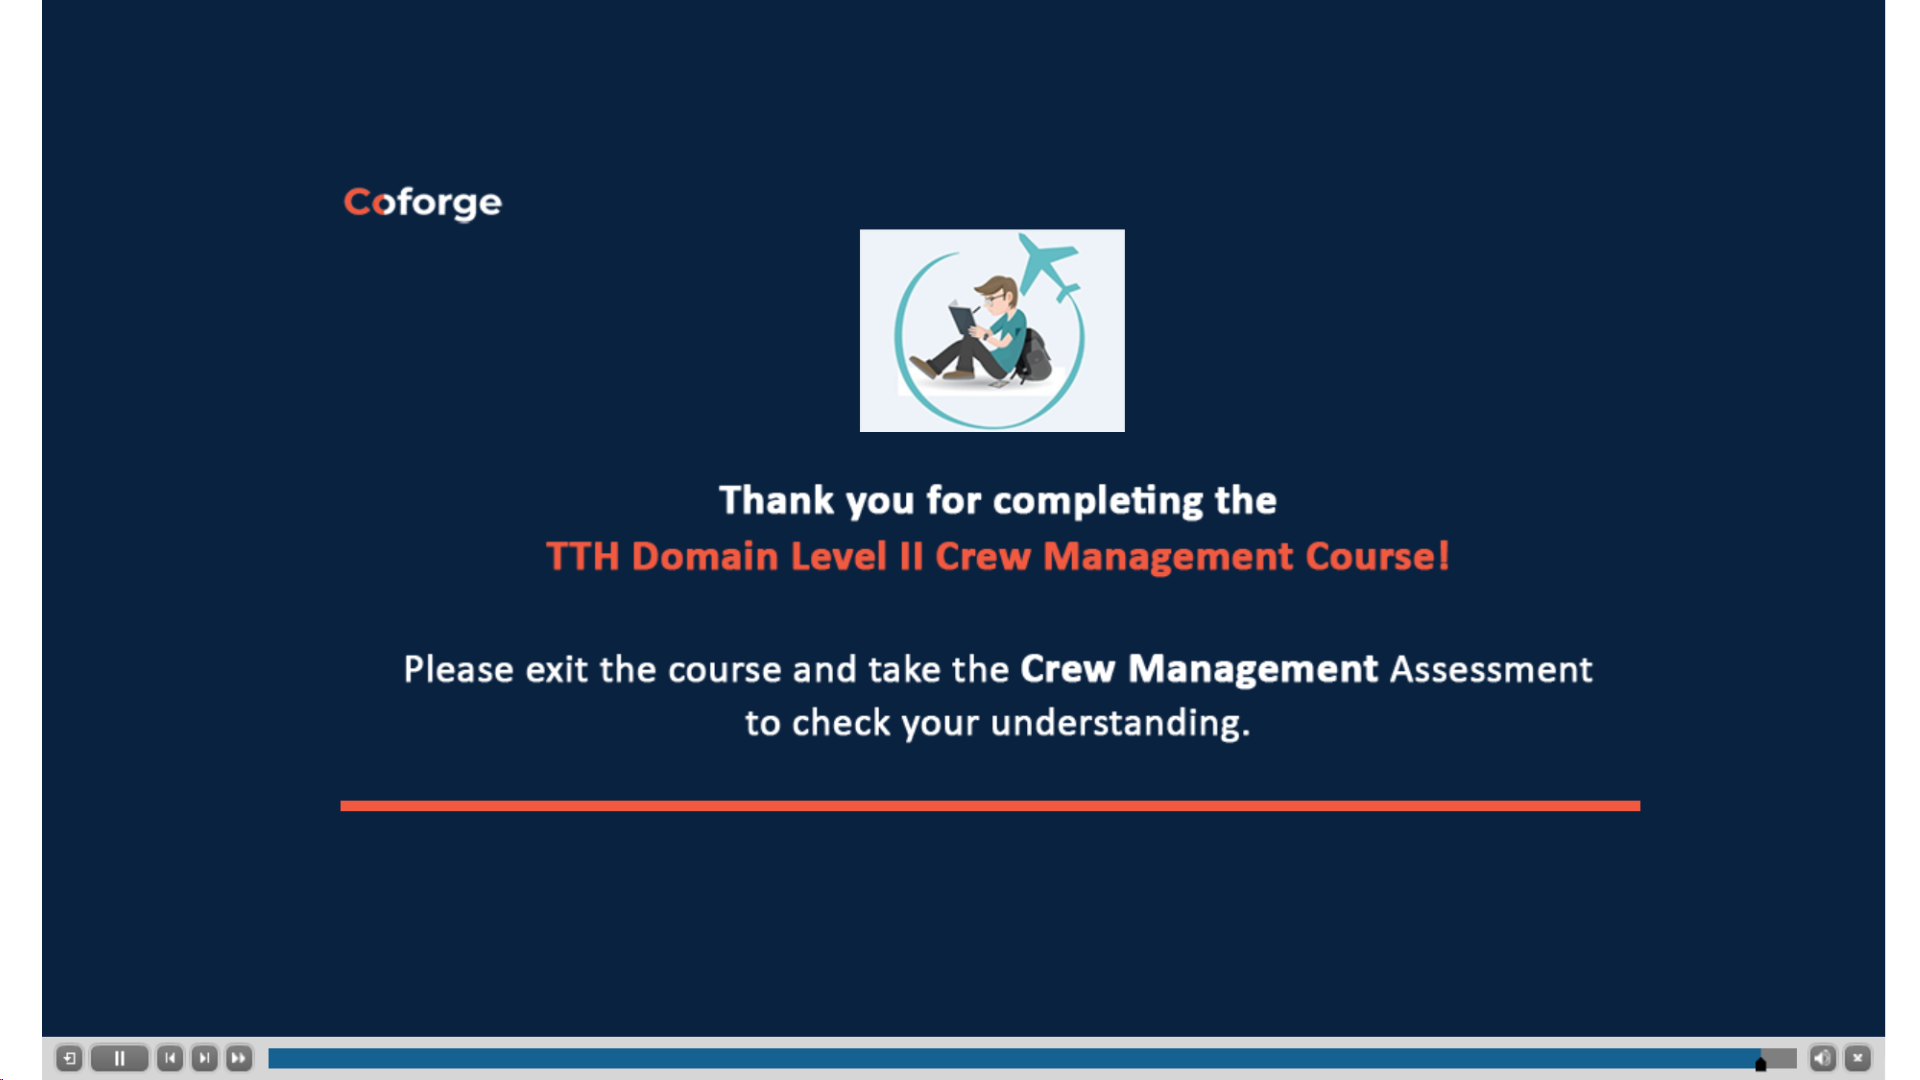 Coforge
Thank you for completing the
TTH Domain Level II Crew Management Course!
Please exit the course and take the Crew Management Assessment
to check your understanding.